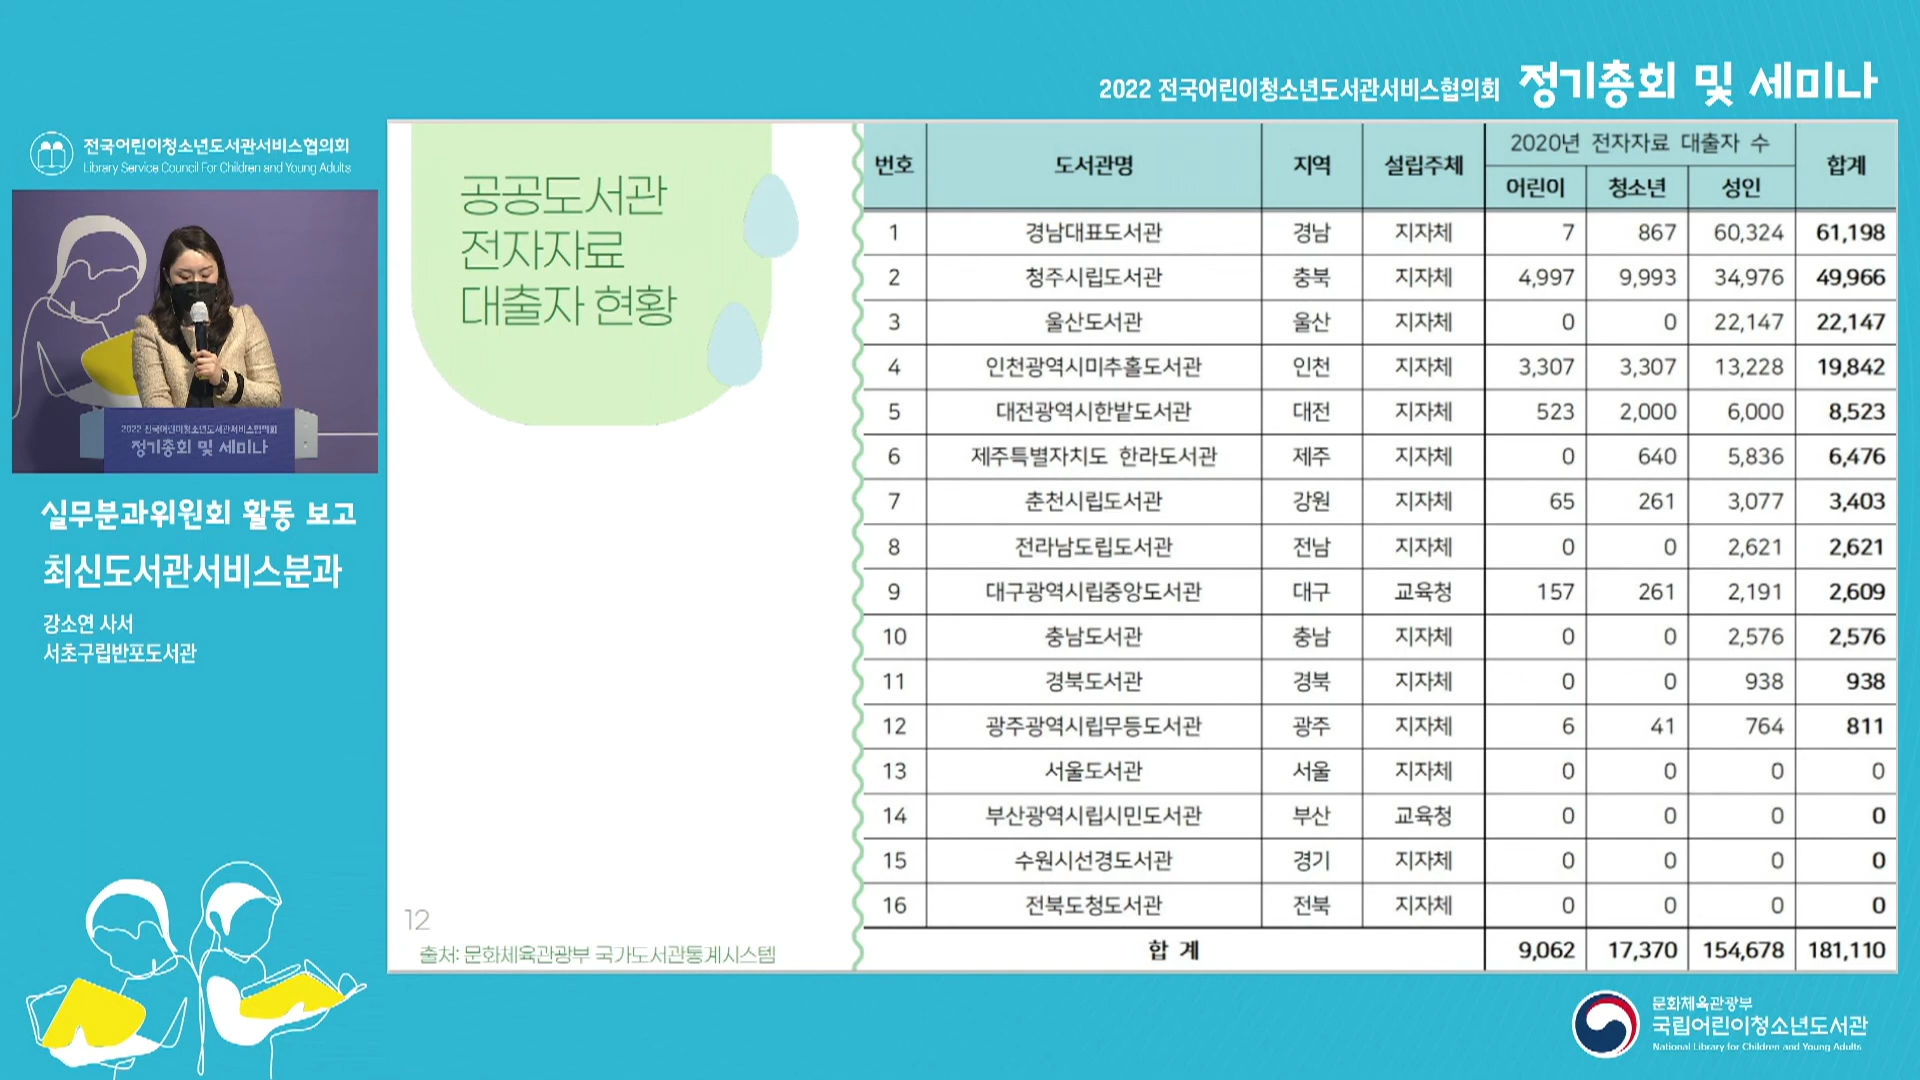 2022 전국어린이청소년도서관서비스협의회 정기총회 및 세미나
전국어린이청소년도서관서비스협의회
Library Service Council For Children and Young Adults
2022 전국어린이청소년도서관서비스협의회
정기총회 및 세미나
실무분과위원회 활동 보고
최신도서관서비스분과
강소연 사서
서초구립반포도서관
공공도서관
전자자료
대출자 현황
12
출처: 문화체육관광부 국가도서관통계시스템
번호 도서관명 지역 설립주체 2020년 전자자료 대출자 수 합계
어린이 청소년 성인
1 경남대표도서관 경남 지자체 7 867 60,324 61,198
2 청주시립도서관 충북 지자체 4,997 9,993 34,976 49,966
3 울산도서관 울산 지자체 0 0 22,147 22,147
4 인천광역시미추홀도서관 인천 지자체 3,307 3,307 13,228 19,842
5 대전광역시한밭도서관 대전 지자체 523 2,000 6,000 8,523
6 제주특별자치도 한라도서관 제주 지자체 0 640 5,836 6,476
7 춘천시립도서관 강원 지자체 65 261 3,077 3,403
8 전라남도립도서관 전남 지자체 0 0 2,621 2,621
9 대구광역시립중앙도서관 대구 교육청 157 261 2,191 2,609
10 충남도서관 충남 지자체 0 0 2,576 2,576
11 경북도서관 경북 지자체 0 0 938 938
12 광주광역시립무등도서관 광주 지자체 6 41 764 811
13 서울도서관 서울 지자체 0 0 0 0
14 부산광역시립시민도서관 부산 교육청 0 0 0 0
15 수원시선경도서관 경기 지자체 0 0 0 0
16 전북도청도서관 전북 지자체 0 0 0 0
합 계 9,062 17,370 154,678 181,110
문화체육관광부
국립어린이청소년도서관
National Library for Children and Young Adults